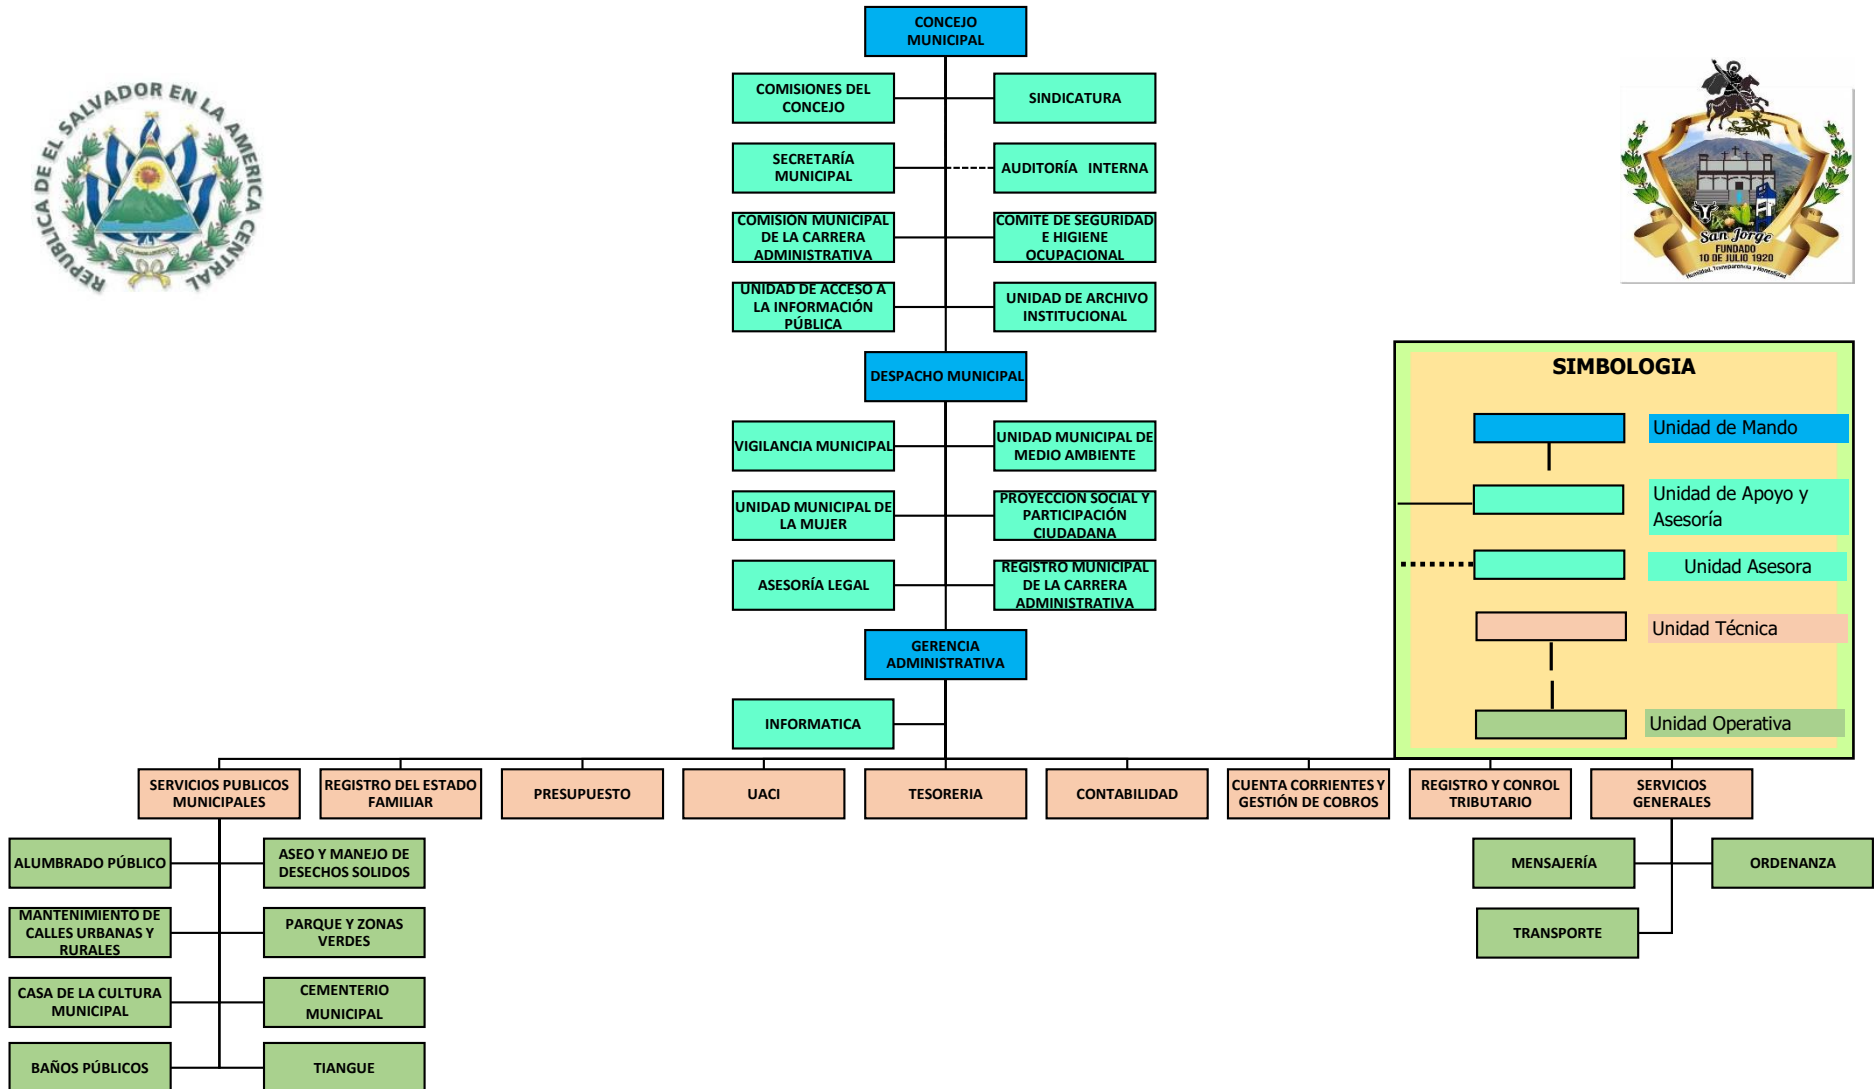 CONCEJO
MUNICIPAL
REPUBLICA DE EL SALVADOR EN LA AMERICA CENTRAL
COMISIONES DEL
CONCEJO
SINDICATURA
SECRETARÍA
MUNICIPAL
AUDITORÍA INTERNA
COMISION MUNICIPAL
DE LA CARRERA
ADMINISTRATIVA
COMITE DE SEGURIDAD
E HIGIENE
OCUPACIONAL
San Jorge
FUNDADO
10 DE JULIO 1920
Humildad, Transparencia y Honestidad
UNIDAD DE ACCESO A
LA INFORMACIÓN
PÚBLICA
UNIDAD DE ARCHIVO
INSTITUCIONAL
DESPACHO MUNICIPAL
VIGILANCIA MUNICIPAL
UNIDAD MUNICIPAL DE
MEDIO AMBIENTE
UNIDAD MUNICIPAL DE
LA MUJER
PROYECCION SOCIAL Y
PARTICIPACIÓN
CIUDADANA
ASESORÍA LEGAL
REGISTRO MUNICIPAL
DE LA CARRERA
ADMINISTRATIVA
GERENCIA
ADMINISTRATIVA
INFORMATICA
SIMBOLOGIA
Unidad de Mando
Unidad de Apoyo y
Asesoría
Unidad Asesora
Unidad Técnica
Unidad Operativa
SERVICIOS PUBLICOS
MUNICIPALES
REGISTRO DEL ESTADO
FAMILIAR
PRESUPUESTO
UACI
TESORERIA
CONTABILIDAD
CUENTA CORRIENTES Y
GESTIÓN DE COBROS
REGISTRO Y CONROL
TRIBUTARIO
SERVICIOS
GENERALES
ALUMBRADO PÚBLICO
ASEO Y MANEJO DE
DESECHOS SOLIDOS
MENSAJERÍA
ORDENANZA
MANTENIMIENTO DE
CALLES URBANAS Y
RURALES
PARQUE Y ZONAS
VERDES
TRANSPORTE
CASA DE LA CULTURA
MUNICIPAL
CEMENTERIO
MUNICIPAL
BAÑOS PÚBLICOS
TIANGUE